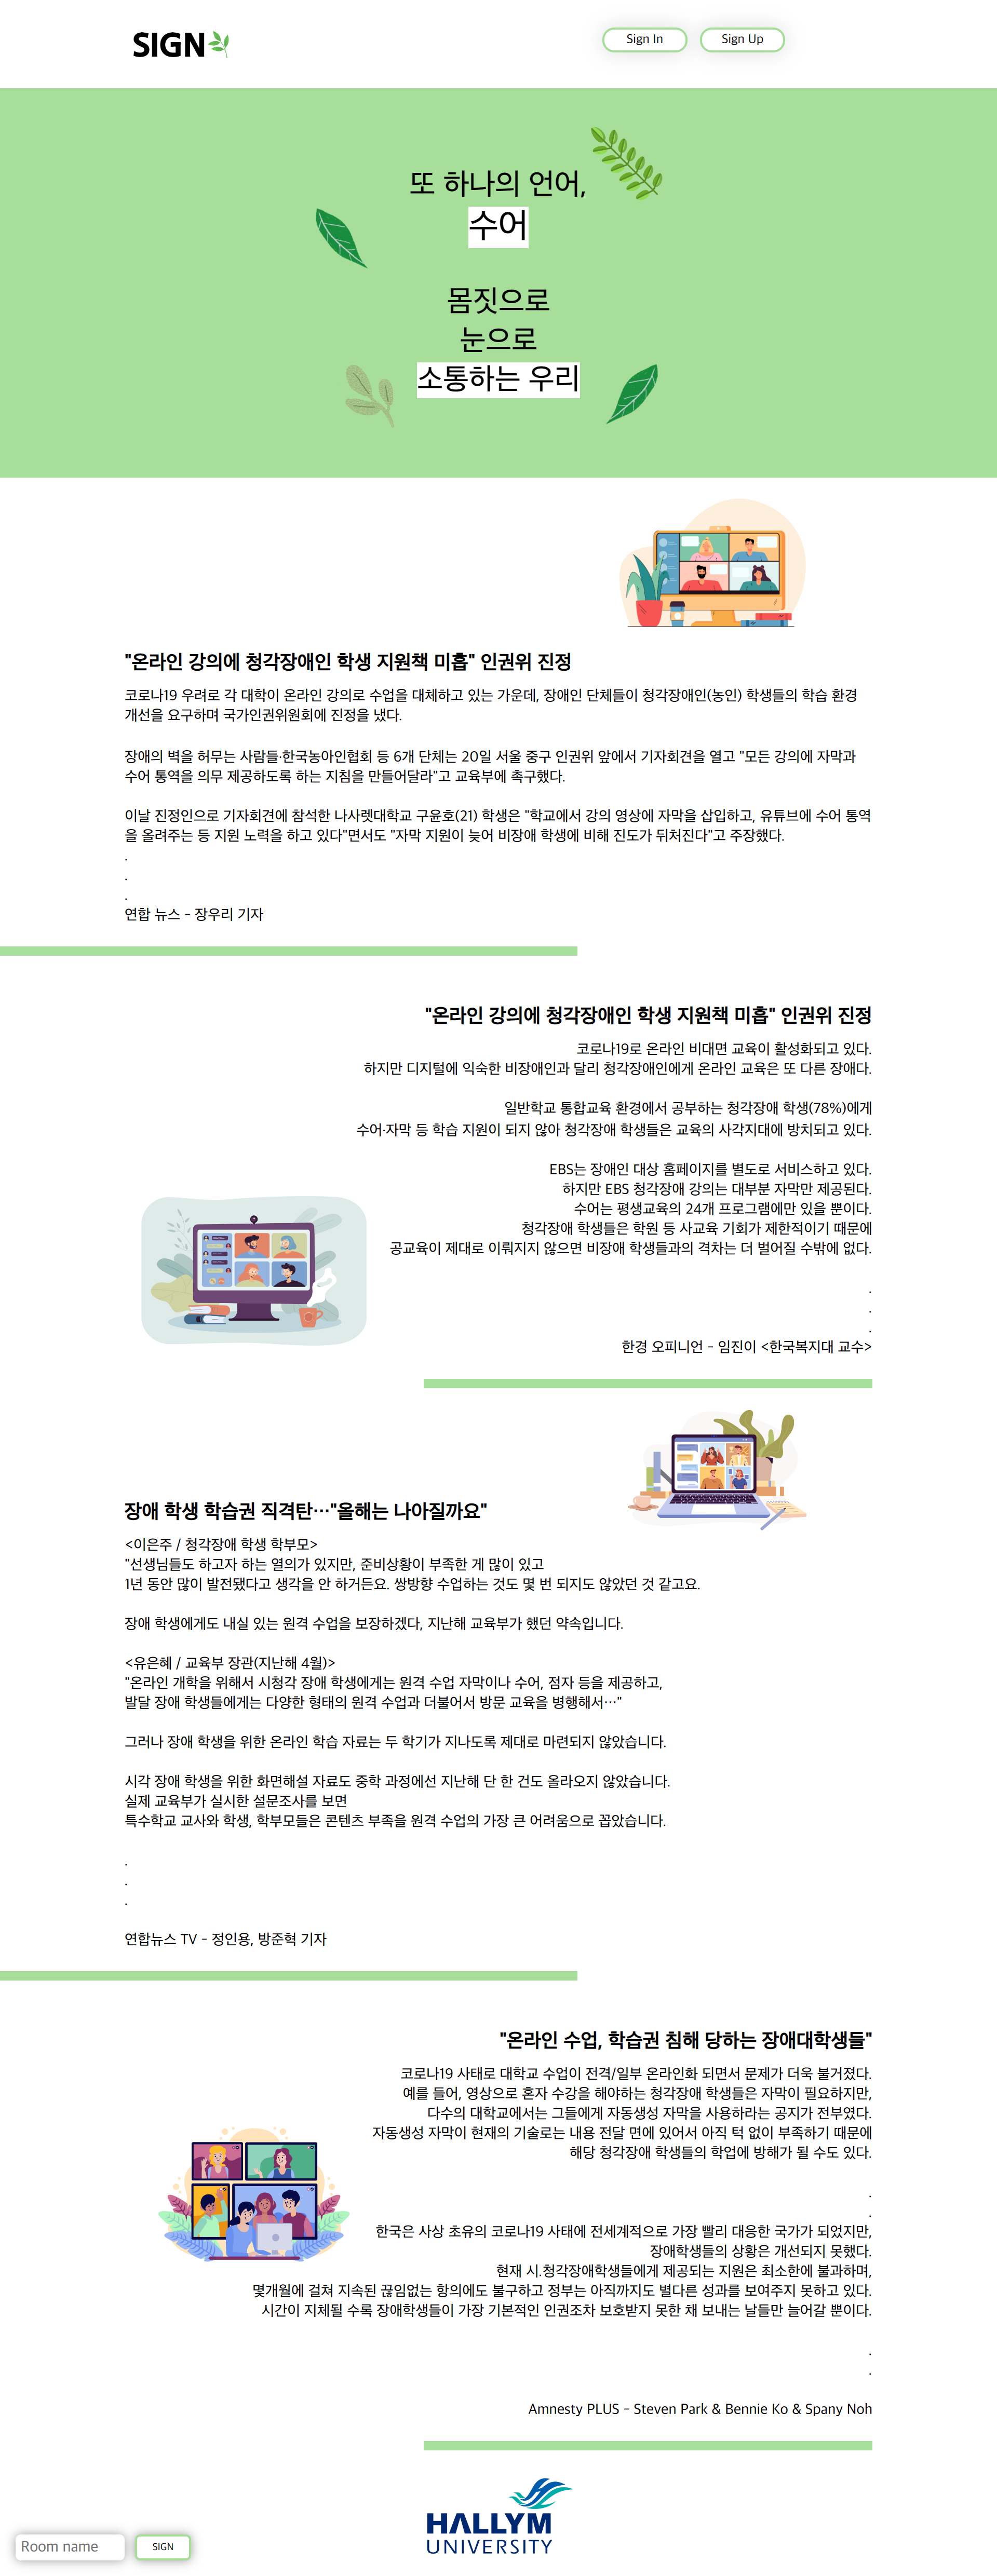 SIGN
Sign In
Sign Up
또 하나의 언어,
수어
몸짓으로
눈으로
소통하는 우리
"온라인 강의에 청각장애인 학생 지원책 미흡" 인권위 진정
코로나19 우려로 각 대학이 온라인 강의로 수업을 대체하고 있는 가운데, 장애인 단체들이 청각장애인(농인) 학생들의 학습 환경
개선을 요구하며 국가인권위원회에 진정을 냈다.
장애의 벽을 허무는 사람들·한국농아인협회 등 6개 단체는 20일 서울 중구 인권위 앞에서 기자회견을 열고 "모든 강의에 자막과
수어 통역을 의무 제공하도록 하는 지침을 만들어달라"고 교육부에 촉구했다.
이날 진정인으로 기자회견에 참석한 나사렛대학교 구윤호(21) 학생은 "학교에서 강의 영상에 자막을 삽입하고, 유튜브에 수어 통역
을 올려주는 등 지원 노력을 하고 있다"면서도 "자막 지원이 늦어 비장애 학생에 비해 진도가 뒤처진다"고 주장했다.
.
.
.
연합 뉴스 - 장우리 기자
"온라인 강의에 청각장애인 학생 지원책 미흡" 인권위 진정
코로나19로 온라인 비대면 교육이 활성화되고 있다.
하지만 디지털에 익숙한 비장애인과 달리 청각장애인에게 온라인 교육은 또 다른 장애다.
일반학교 통합교육 환경에서 공부하는 청각장애 학생(78%)에게
수어·자막 등 학습 지원이 되지 않아 청각장애 학생들은 교육의 사각지대에 방치되고 있다.
EBS는 장애인 대상 홈페이지를 별도로 서비스하고 있다.
하지만 EBS 청각장애 강의는 대부분 자막만 제공된다.
수어는 평생교육의 24개 프로그램에만 있을 뿐이다.
청각장애 학생들은 학원 등 사교육 기회가 제한적이기 때문에
공교육이 제대로 이뤄지지 않으면 비장애 학생들과의 격차는 더 벌어질 수밖에 없다.
.
.
.
한경 오피니언 - 임진이 <한국복지대 교수>
장애 학생 학습권 직격탄…"올해는 나아질까요"
<이은주 / 청각장애 학생 학부모>
"선생님들도 하고자 하는 열의가 있지만, 준비상황이 부족한 게 많이 있고
1년 동안 많이 발전됐다고 생각을 안 하거든요. 쌍방향 수업하는 것도 몇 번 되지도 않았던 것 같고요.
장애 학생에게도 내실 있는 원격 수업을 보장하겠다, 지난해 교육부가 했던 약속입니다.
<유은혜 / 교육부 장관(지난해 4월)>
"온라인 개학을 위해서 시청각 장애 학생에게는 원격 수업 자막이나 수어, 점자 등을 제공하고,
발달 장애 학생들에게는 다양한 형태의 원격 수업과 더불어서 방문 교육을 병행해서…"
그러나 장애 학생을 위한 온라인 학습 자료는 두 학기가 지나도록 제대로 마련되지 않았습니다.
시각 장애 학생을 위한 화면해설 자료도 중학 과정에선 지난해 단 한 건도 올라오지 않았습니다.
실제 교육부가 실시한 설문조사를 보면
특수학교 교사와 학생, 학부모들은 콘텐츠 부족을 원격 수업의 가장 큰 어려움으로 꼽았습니다.
.
.
.
연합뉴스 TV - 정인용, 방준혁 기자
"온라인 수업, 학습권 침해 당하는 장애대학생들"
코로나19 사태로 대학교 수업이 전격/일부 온라인화 되면서 문제가 더욱 불거졌다.
예를 들어, 영상으로 혼자 수강을 해야하는 청각장애 학생들은 자막이 필요하지만,
다수의 대학교에서는 그들에게 자동생성 자막을 사용하라는 공지가 전부였다.
자동생성 자막이 현재의 기술로는 내용 전달 면에 있어서 아직 턱 없이 부족하기 때문에
해당 청각장애 학생들의 학업에 방해가 될 수도 있다.
.
.
한국은 사상 초유의 코로나19 사태에 전세계적으로 가장 빨리 대응한 국가가 되었지만,
장애학생들의 상황은 개선되지 못했다.
현재 시.청각장애학생들에게 제공되는 지원은 최소한에 불과하며,
몇개월에 걸쳐 지속된 끊임없는 항의에도 불구하고 정부는 아직까지도 별다른 성과를 보여주지 못하고 있다.
시간이 지체될 수록 장애학생들이 가장 기본적인 인권조차 보호받지 못한 채 보내는 날들만 늘어갈 뿐이다.
.
.
Amnesty PLUS - Steven Park & Bennie Ko & Spany Noh
HALLYM
UNIVERSITY
Room name
SIGN